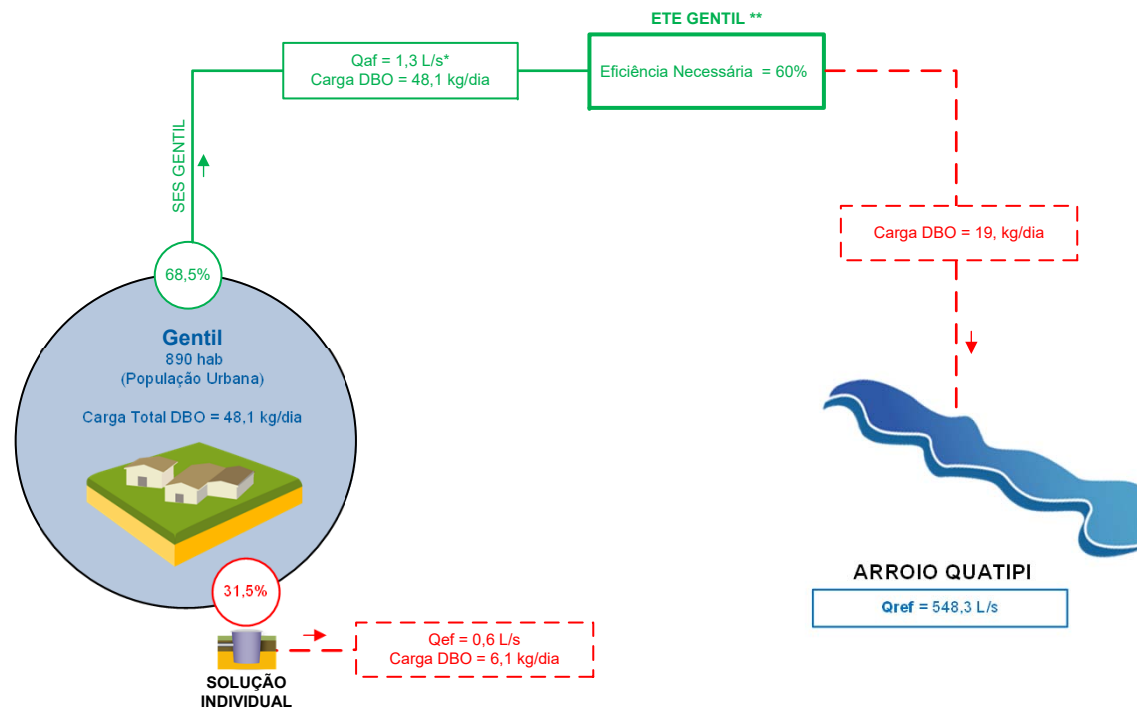 ETE GENTIL **
Qaf = 1,3 L/s*
Carga DBO = 48,1 kg/dia
Eficiência Necessária = 60%
SES GENTIL
Carga DBO = 19, kg/dia
68,5%
Gentil
890 hab
(População Urbana)
Carga Total DBO = 48,1 kg/dia
ARROIO QUATIPI
Qref = 548,3 L/s
31,5%
Qef = 0,6 L/s
Carga DBO = 6,1 kg/dia
SOLUÇÃO
INDIVIDUAL